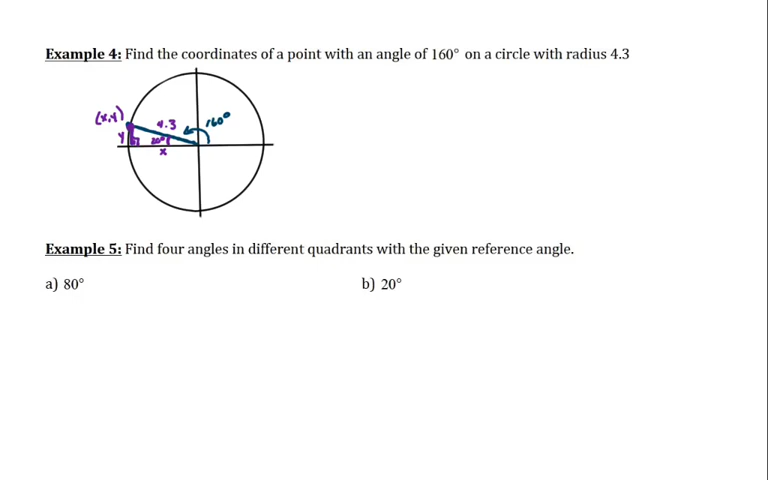 Example 4: Find the coordinates of a point with an angle of 160° on a circle with radius 4.3
(x,y)
4.3
160°
y
20°
x
Example 5: Find four angles in different quadrants with the given reference angle.
a) 80°
b) 20°